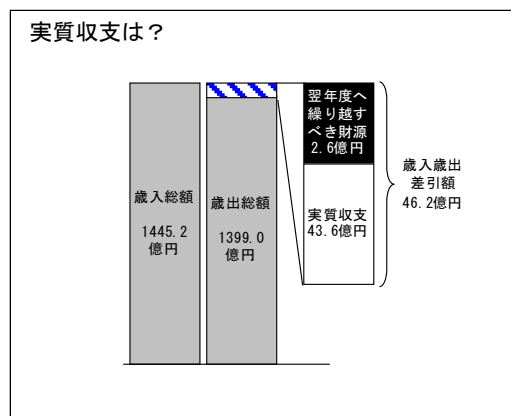 実質収支は？
歳入総額
1445.2
億円
歳出総額
1399.0
億円
翌年度へ
繰り越す
べき財源
2.6億円
実質収支
43.6億円
歳入歳出
差引額
46.2億円